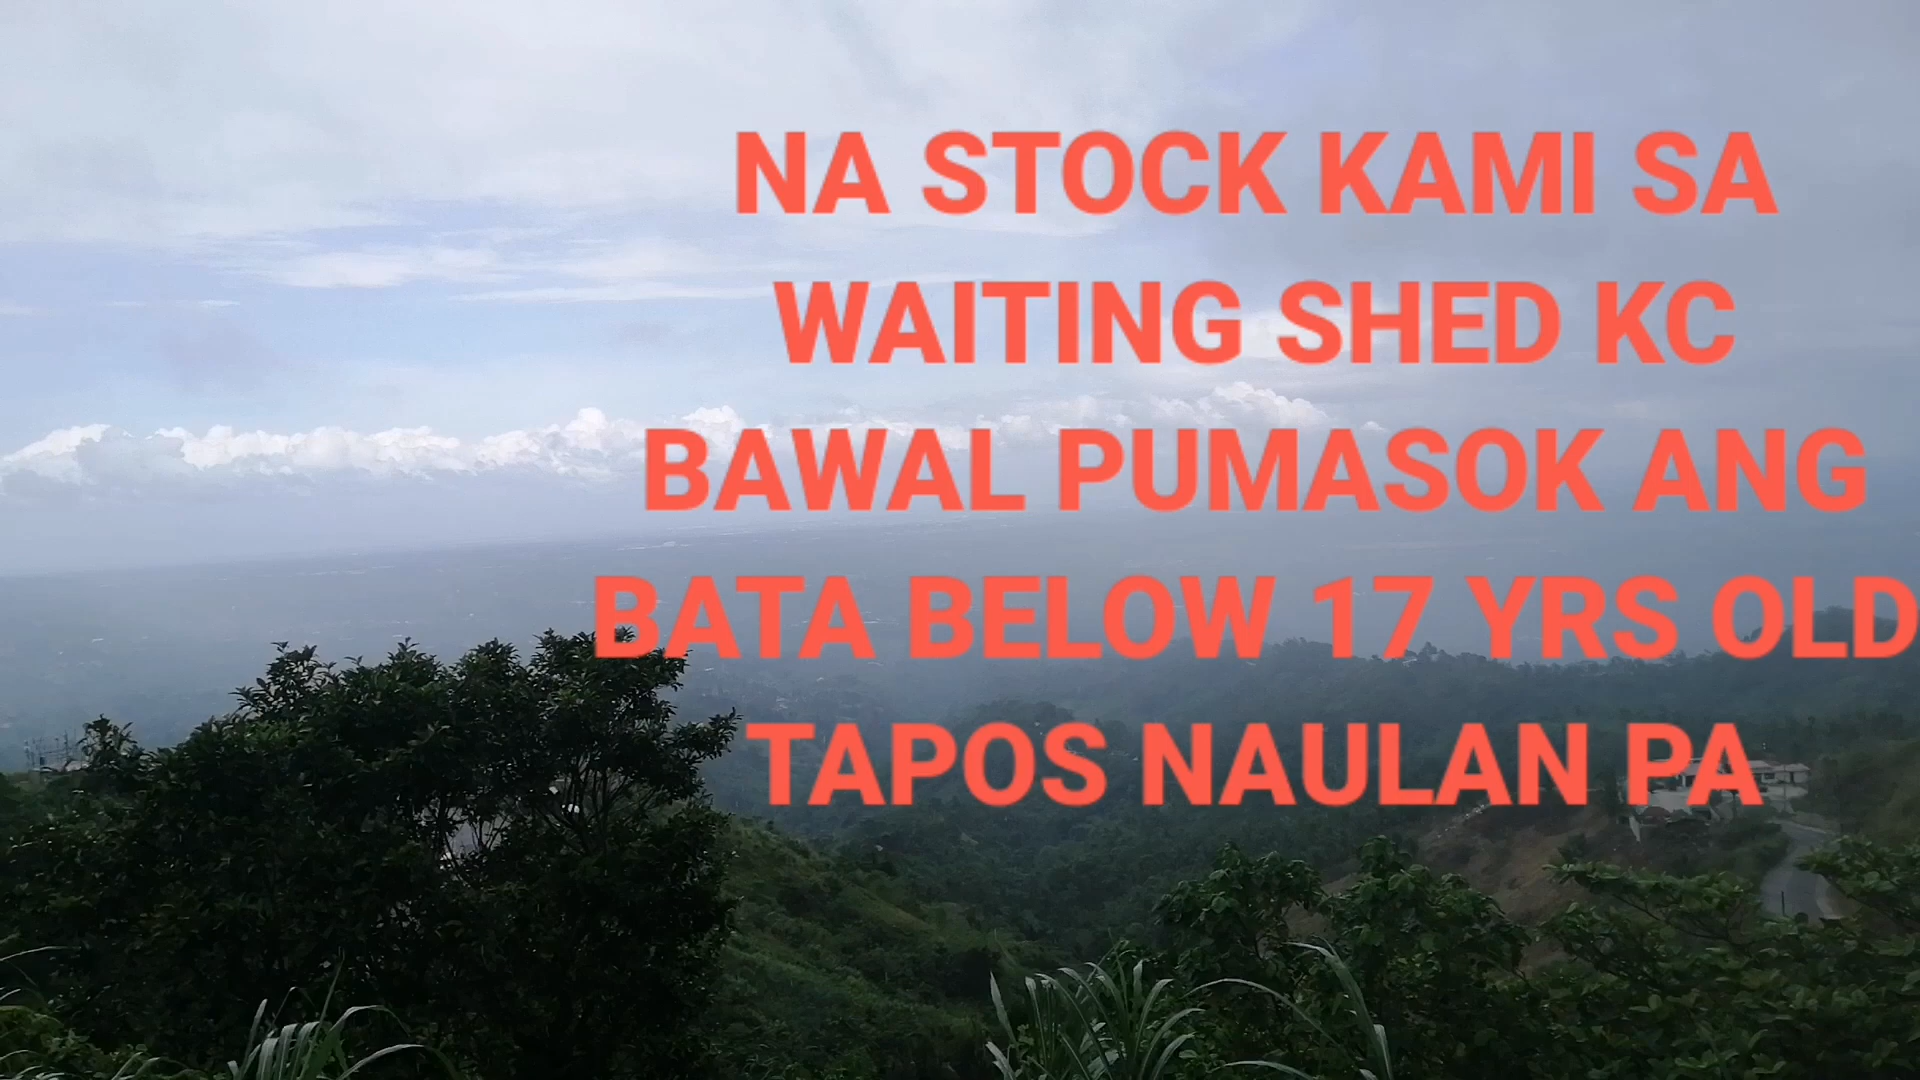 NA STOCK KAMI SA
WAITING SHED KC
BAWAL PUMASOK ANG
BATA BELOW 17 YRS OLD
TAPOS NAULAN PA